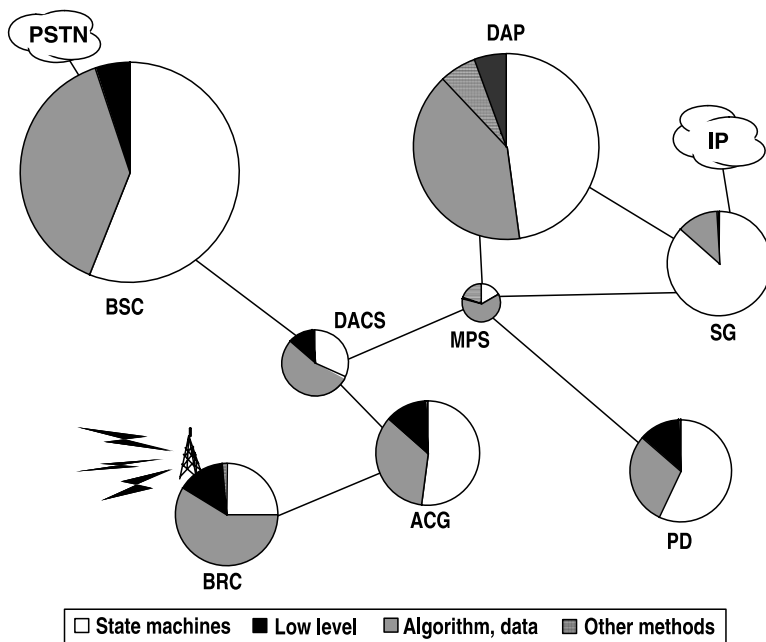 PSTN
DAP
IP
BSC
DACS
MPS
SG
ACG
BRC
PD
State machines Low level Algorithm, data Other methods